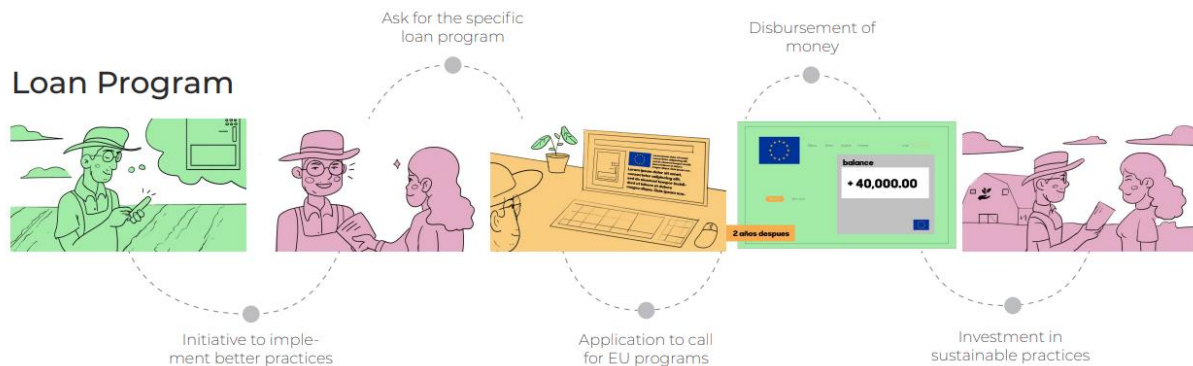 Ask for the specific
loan program
Disbursement of
money
Loan Program
balance
+ 40,000.00
2 años despues
Initiative to imple-
ment better practices
Application to call
for EU programs
Investment in
sustainable practices